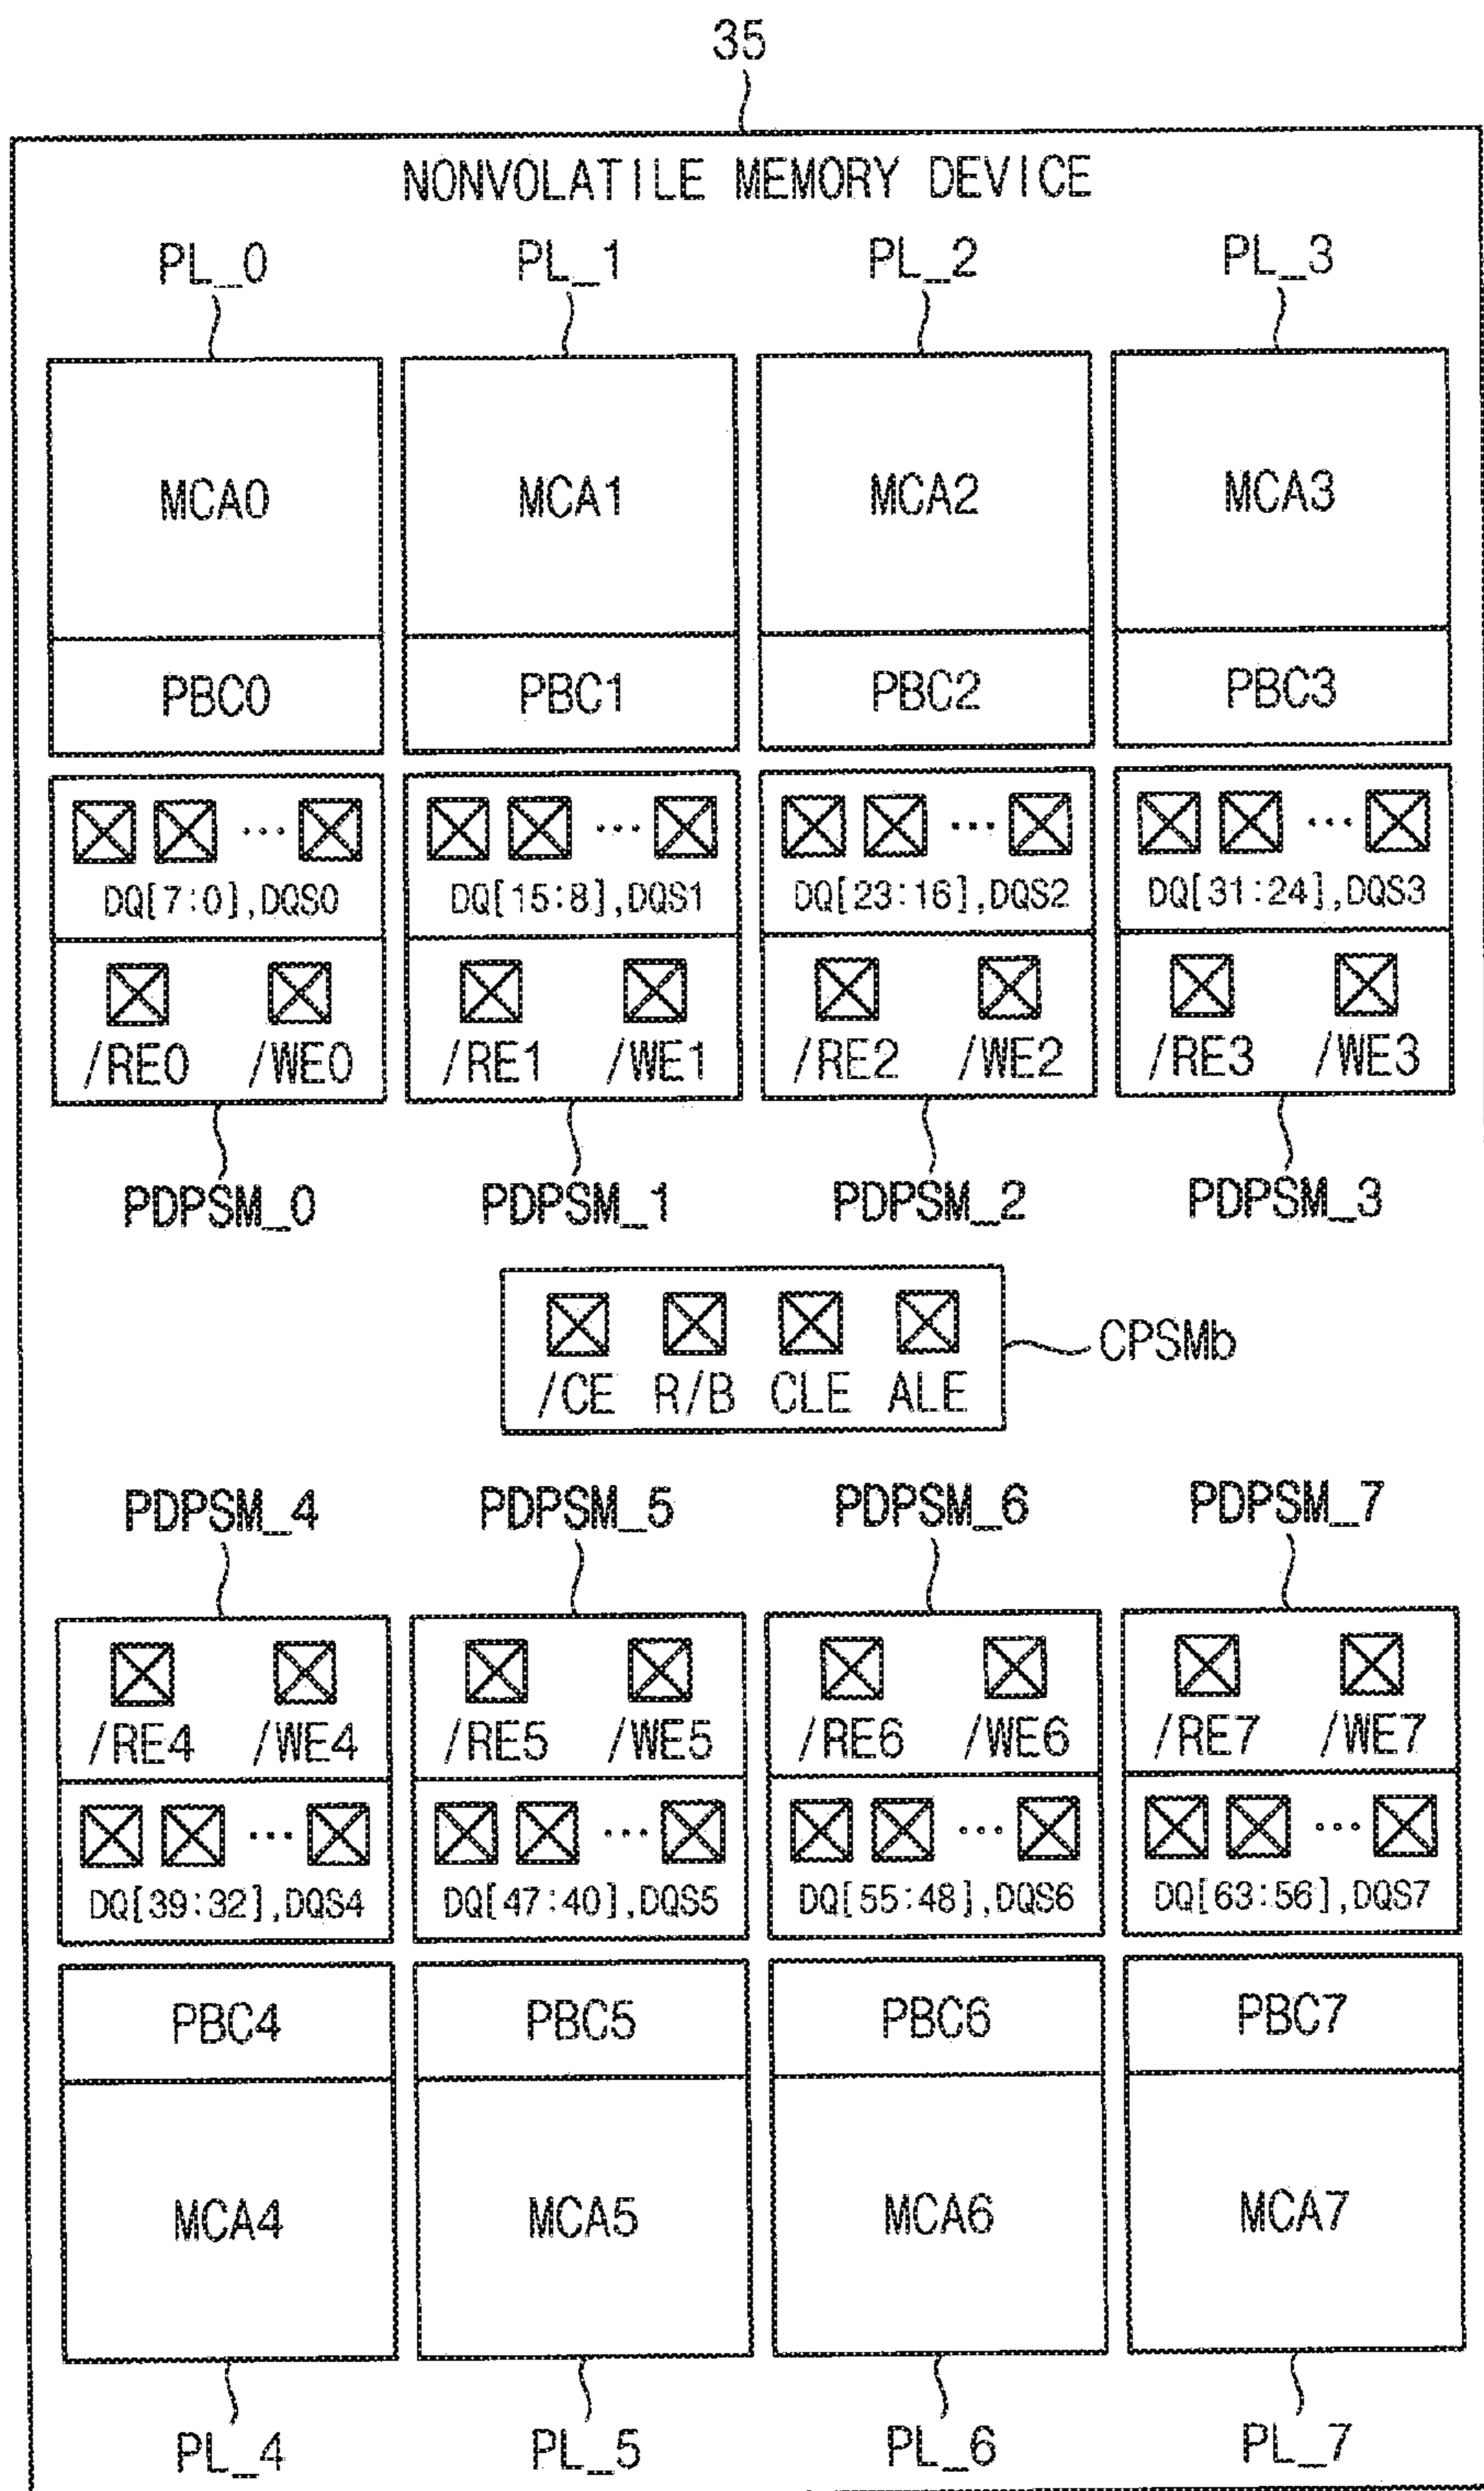 35
NONVOLATILE MEMORY DEVICE
PL_0 PL_1 PL_2 PL_3
MCA0 MCA1 MCA2 MCA3
PBC0 PBC1 PBC2 PBC3
... ... ... ...
DQ[7:0],DQS0 DQ[15:8],DQS1 DQ[23:16],DQS2 DQ[31:24],DQS3
/RE0 /WE0 /RE1 /WE1 /RE2 /WE2 /RE3 /WE3
PDPSM_0 PDPSM_1 PDPSM_2 PDPSM_3
CPSMb
/CE R/B CLE ALE
PDPSM_4 PDPSM_5 PDPSM_6 PDPSM_7
/RE4 /WE4 /RE5 /WE5 /RE6 /WE6 /RE7 /WE7
... ... ... ...
DQ[39:32],DQS4 DQ[47:40],DQS5 DQ[55:48],DQS6 DQ[63:56],DQS7
PBC4 PBC5 PBC6 PBC7
MCA4 MCA5 MCA6 MCA7
PL_4 PL_5 PL_6 PL_7